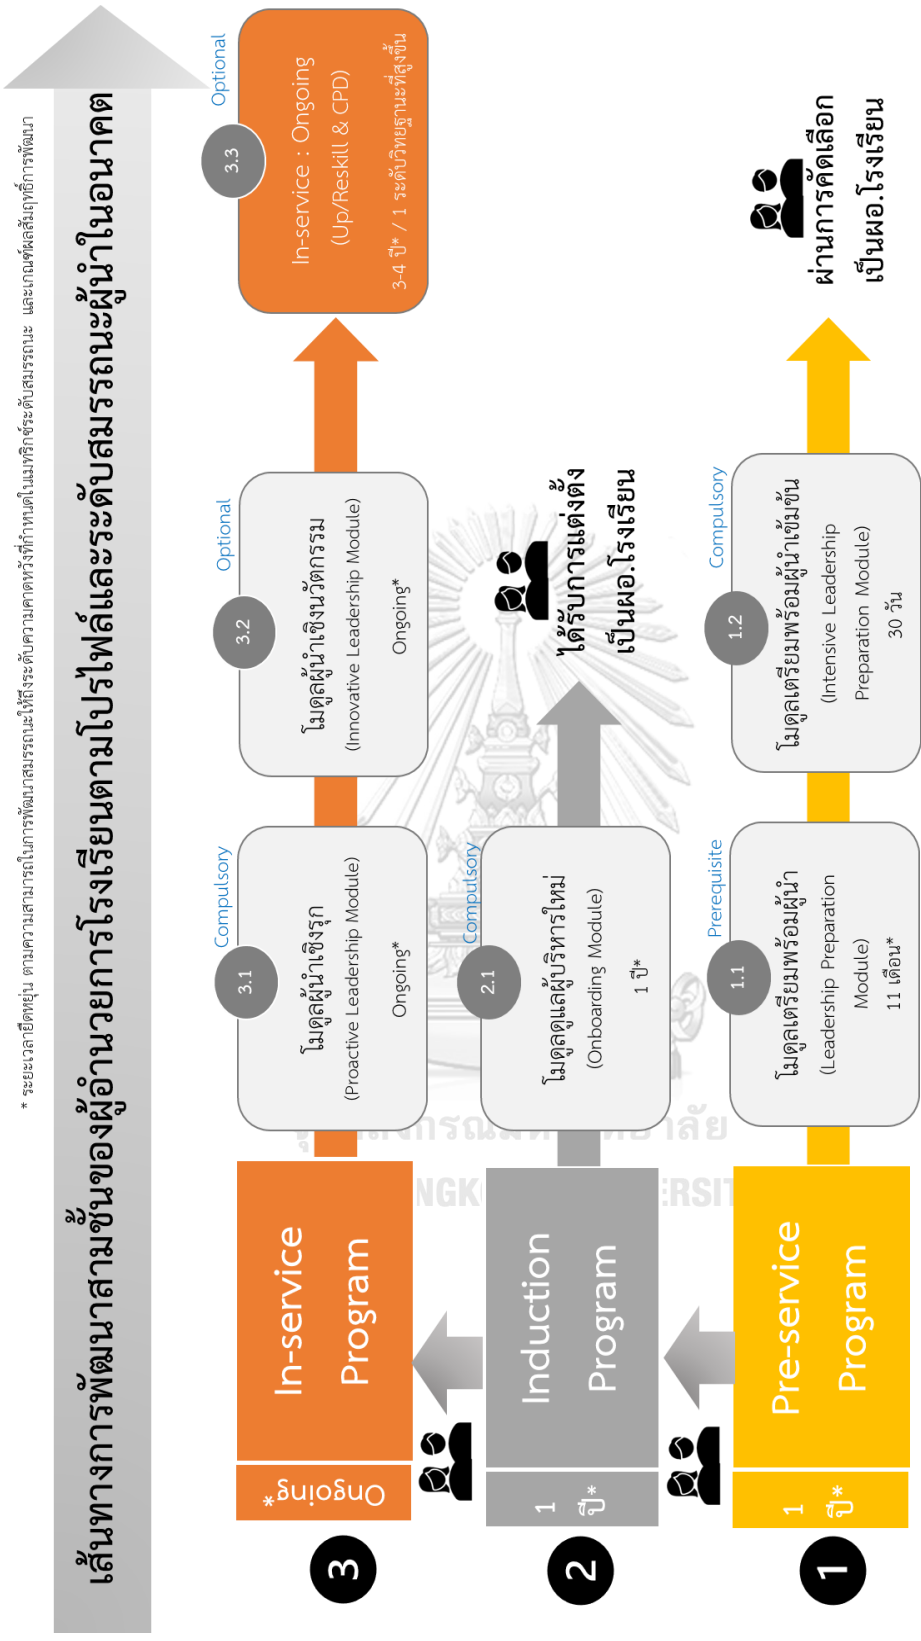 * ระยะเวลายืดหยุ่น ตามความสามารถในการพัฒนาสมรรถนะให้ถึงระดับความคาดหวังที่กำหนดในเมทริกซ์ระดับสมรรถนะ และเกณฑ์ผลสัมฤทธิ์การพัฒนา
เส้นทางการพัฒนาสามชั้นของผู้อำนวยการโรงเรียนตามโปรไฟล์และระดับสมรรถนะผู้นำในอนาคต
3
Ongoing
*
In-service
Program
Compulsory
3.1
โมดูลผู้นำเชิงรุก
(Proactive Leadership Module)
Ongoing*
Optional
3.2
โมดูลผู้นำเชิงนวัตกรรม
(Innovative Leadership Module)
Ongoing*
Optional
3.3
In-service : Ongoing
(Up/Reskill & CPD)
3-4 ปี* / 1 ระดับวิทยฐานะที่สูงขึ้น
2
1
ปี*
Induction
Program
Compulsory
2.1
โมดูลดูแลผู้บริหารใหม่
(Onboarding Module)
1 ปี*
ได้รับการแต่งตั้ง
เป็นผอ.โรงเรียน
1
1
ปี*
Pre-service
Program
Prerequisite
1.1
โมดูลเตรียมพร้อมผู้นำ
(Leadership Preparation
Module)
11 เดือน*
Compulsory
1.2
โมดูลเตรียมพร้อมผู้นำเข้มข้น
(Intensive Leadership
Preparation Module)
30 วัน
ผ่านการคัดเลือก
เป็นผอ.โรงเรียน